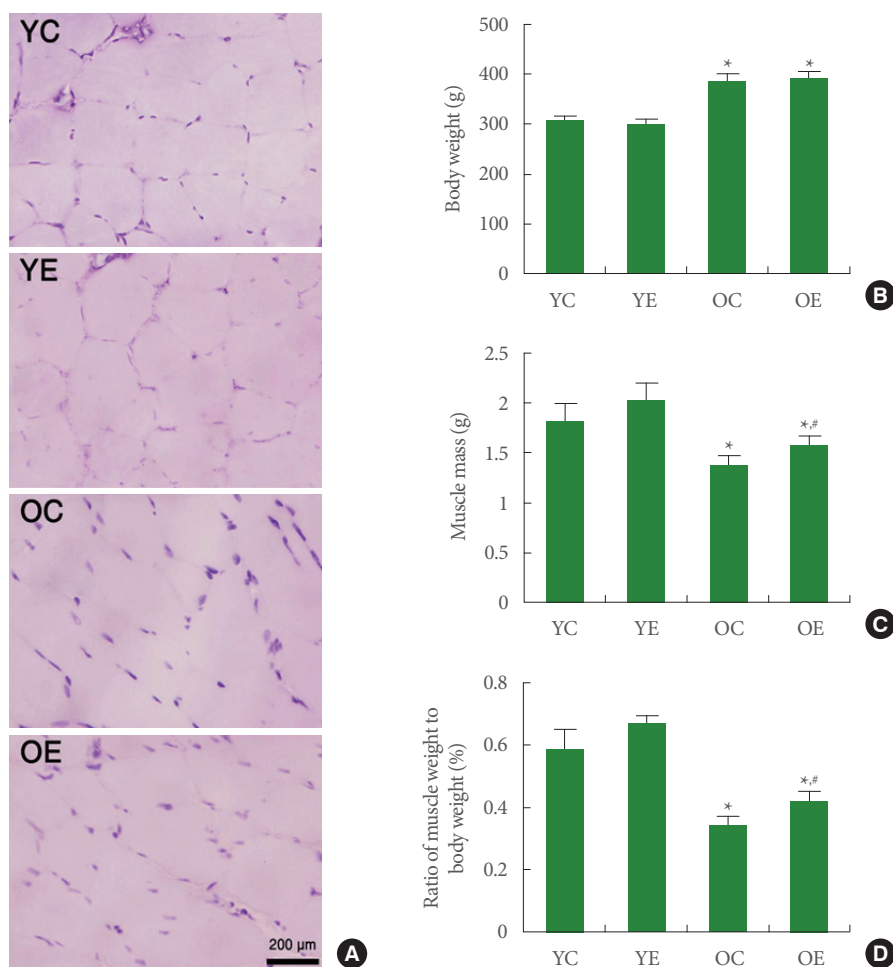 YC
YE
OC
OE
200 μm
A
500
400
300
200
100
0
Body weight (g)
*
*
YC YE OC OE
B
2.5
2
1.5
1
0.5
0
Muscle mass (g)
*
*,#
YC YE OC OE
C
0.8
0.6
0.4
0.2
0
Ratio of muscle weight to
body weight (%)
*
*,#
YC YE OC OE
D